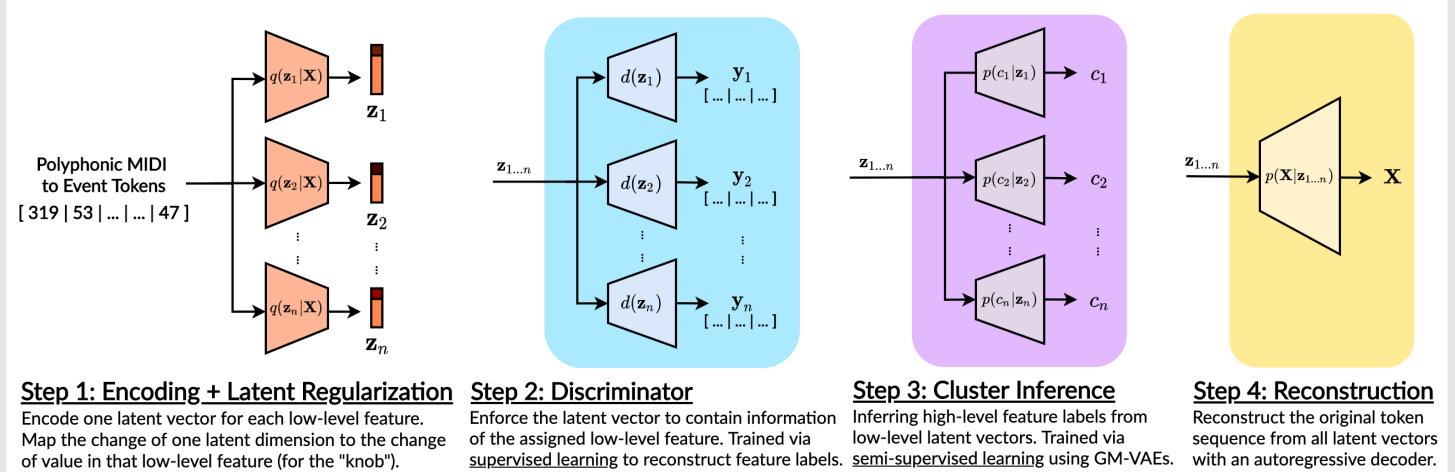 Polyphonic MIDI
to Event Tokens
[ 319 | 53 | ... | ... | 47 ]
q(z₁|X)
z₁
q(z₂|X)
z₂
q(zₙ|X)
zₙ
Step 1: Encoding + Latent Regularization
Encode one latent vector for each low-level feature.
Map the change of one latent dimension to the change
of value in that low-level feature (for the "knob").
z₁...ₙ
d(z₁)
y₁
[ ... | ... | ... ]
d(z₂)
y₂
[ ... | ... | ... ]
d(zₙ)
yₙ
[ ... | ... | ... ]
Step 2: Discriminator
Enforce the latent vector to contain information
of the assigned low-level feature. Trained via
supervised learning to reconstruct feature labels.
z₁...ₙ
p(c₁|z₁)
c₁
p(c₂|z₂)
c₂
p(cₙ|zₙ)
cₙ
Step 3: Cluster Inference
Inferring high-level feature labels from
low-level latent vectors. Trained via
semi-supervised learning using GM-VAEs.
z₁...ₙ
p(X|z₁...ₙ)
X
Step 4: Reconstruction
Reconstruct the original token
sequence from all latent vectors
with an autoregressive decoder.